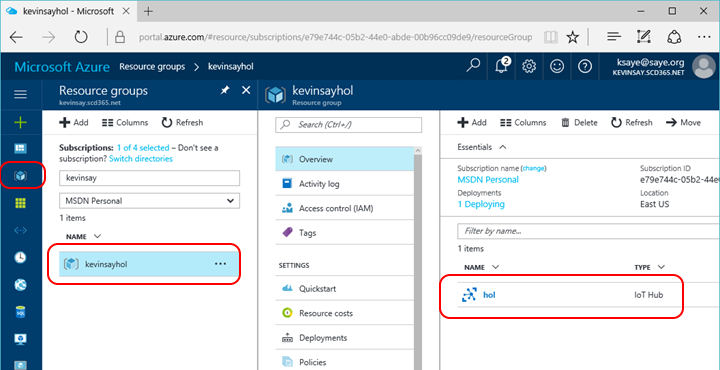 kevinsayhol - Microsoft A
portal.azure.com/#resource/subscriptions/e79e744c-05b2-44e0-abde-00b96cc09de9/resourceGroup
Microsoft Azure Resource groups > kevinsayhol
2
ksaye@saye.org
KEVINSAY.SCD365.NET
Resource groups
kevinsay.scd365.net
Add Columns Refresh
Subscriptions: 1 of 4 selected – Don't see a
subscription? Switch directories
kevinsay
MSDN Personal
1 items
NAME
kevinsayhol
kevinsayhol
Resource group
Search (Ctrl+/)
Overview
Activity log
Access control (IAM)
Tags
SETTINGS
Quickstart
Resource costs
Deployments
Policies
Add Columns Delete Refresh Move
Essentials
Subscription name (change)
MSDN Personal
Deployments
1 Deploying
Subscription ID
e79e744c-05b2-44e
Location
East US
Filter by name...
1 items
NAME TYPE
hol IoT Hub